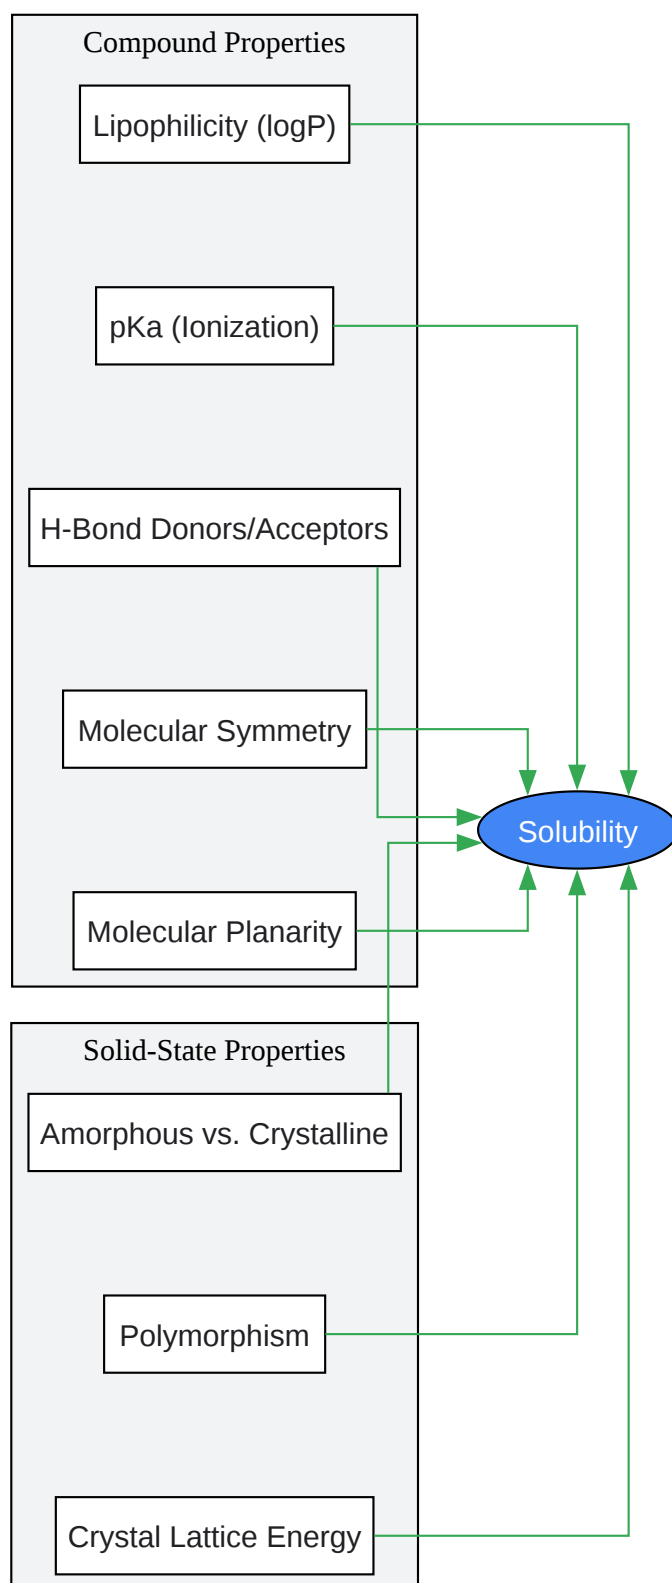 Compound Properties
Lipophilicity (logP)
pKa (Ionization)
H-Bond Donors/Acceptors
Molecular Symmetry
Solubility
Molecular Planarity
Solid-State Properties
Amorphous vs. Crystalline
Polymorphism
Crystal Lattice Energy